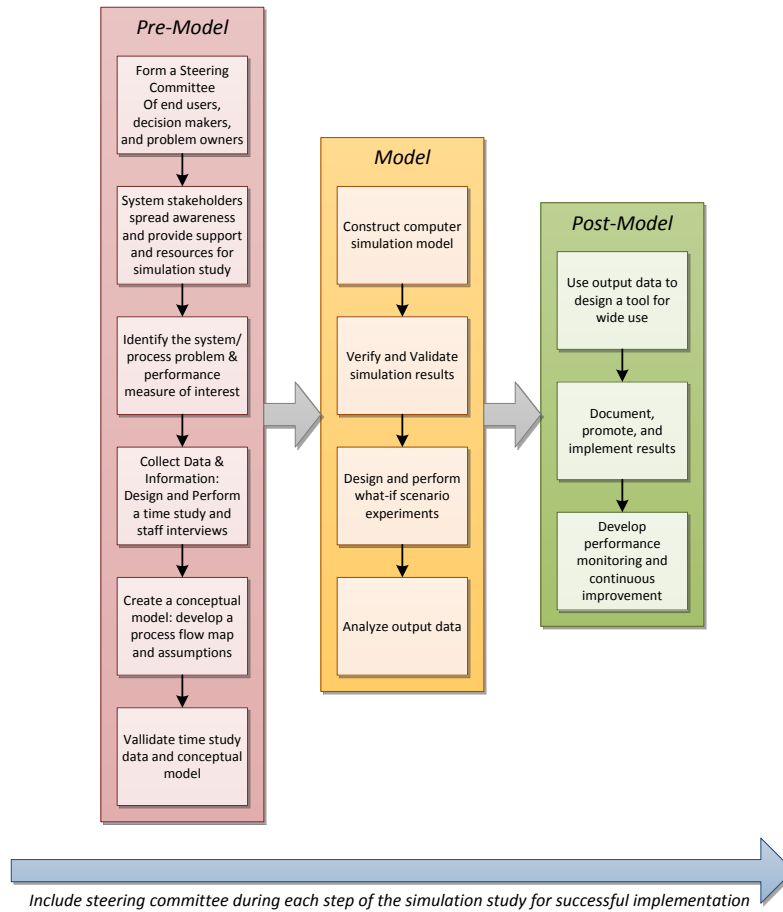 Pre-Model
Form a Steering
Committee
Of end users,
decision makers,
and problem owners
System stakeholders
spread awareness
and provide support
and resources for
simulation study
Identify the system/
process problem &
performance
measure of interest
Collect Data &
Information:
Design and Perform
a time study and
staff interviews
Create a conceptual
model: develop a
process flow map
and assumptions
Vallidate time study
data and conceptual
model
Model
Construct computer
simulation model
Verify and Validate
simulation results
Design and perform
what-if scenario
experiments
Analyze output data
Post-Model
Use output data to
design a tool for
wide use
Document,
promote, and
implement results
Develop
performance
monitoring and
continuous
improvement
Include steering committee during each step of the simulation study for successful implementation